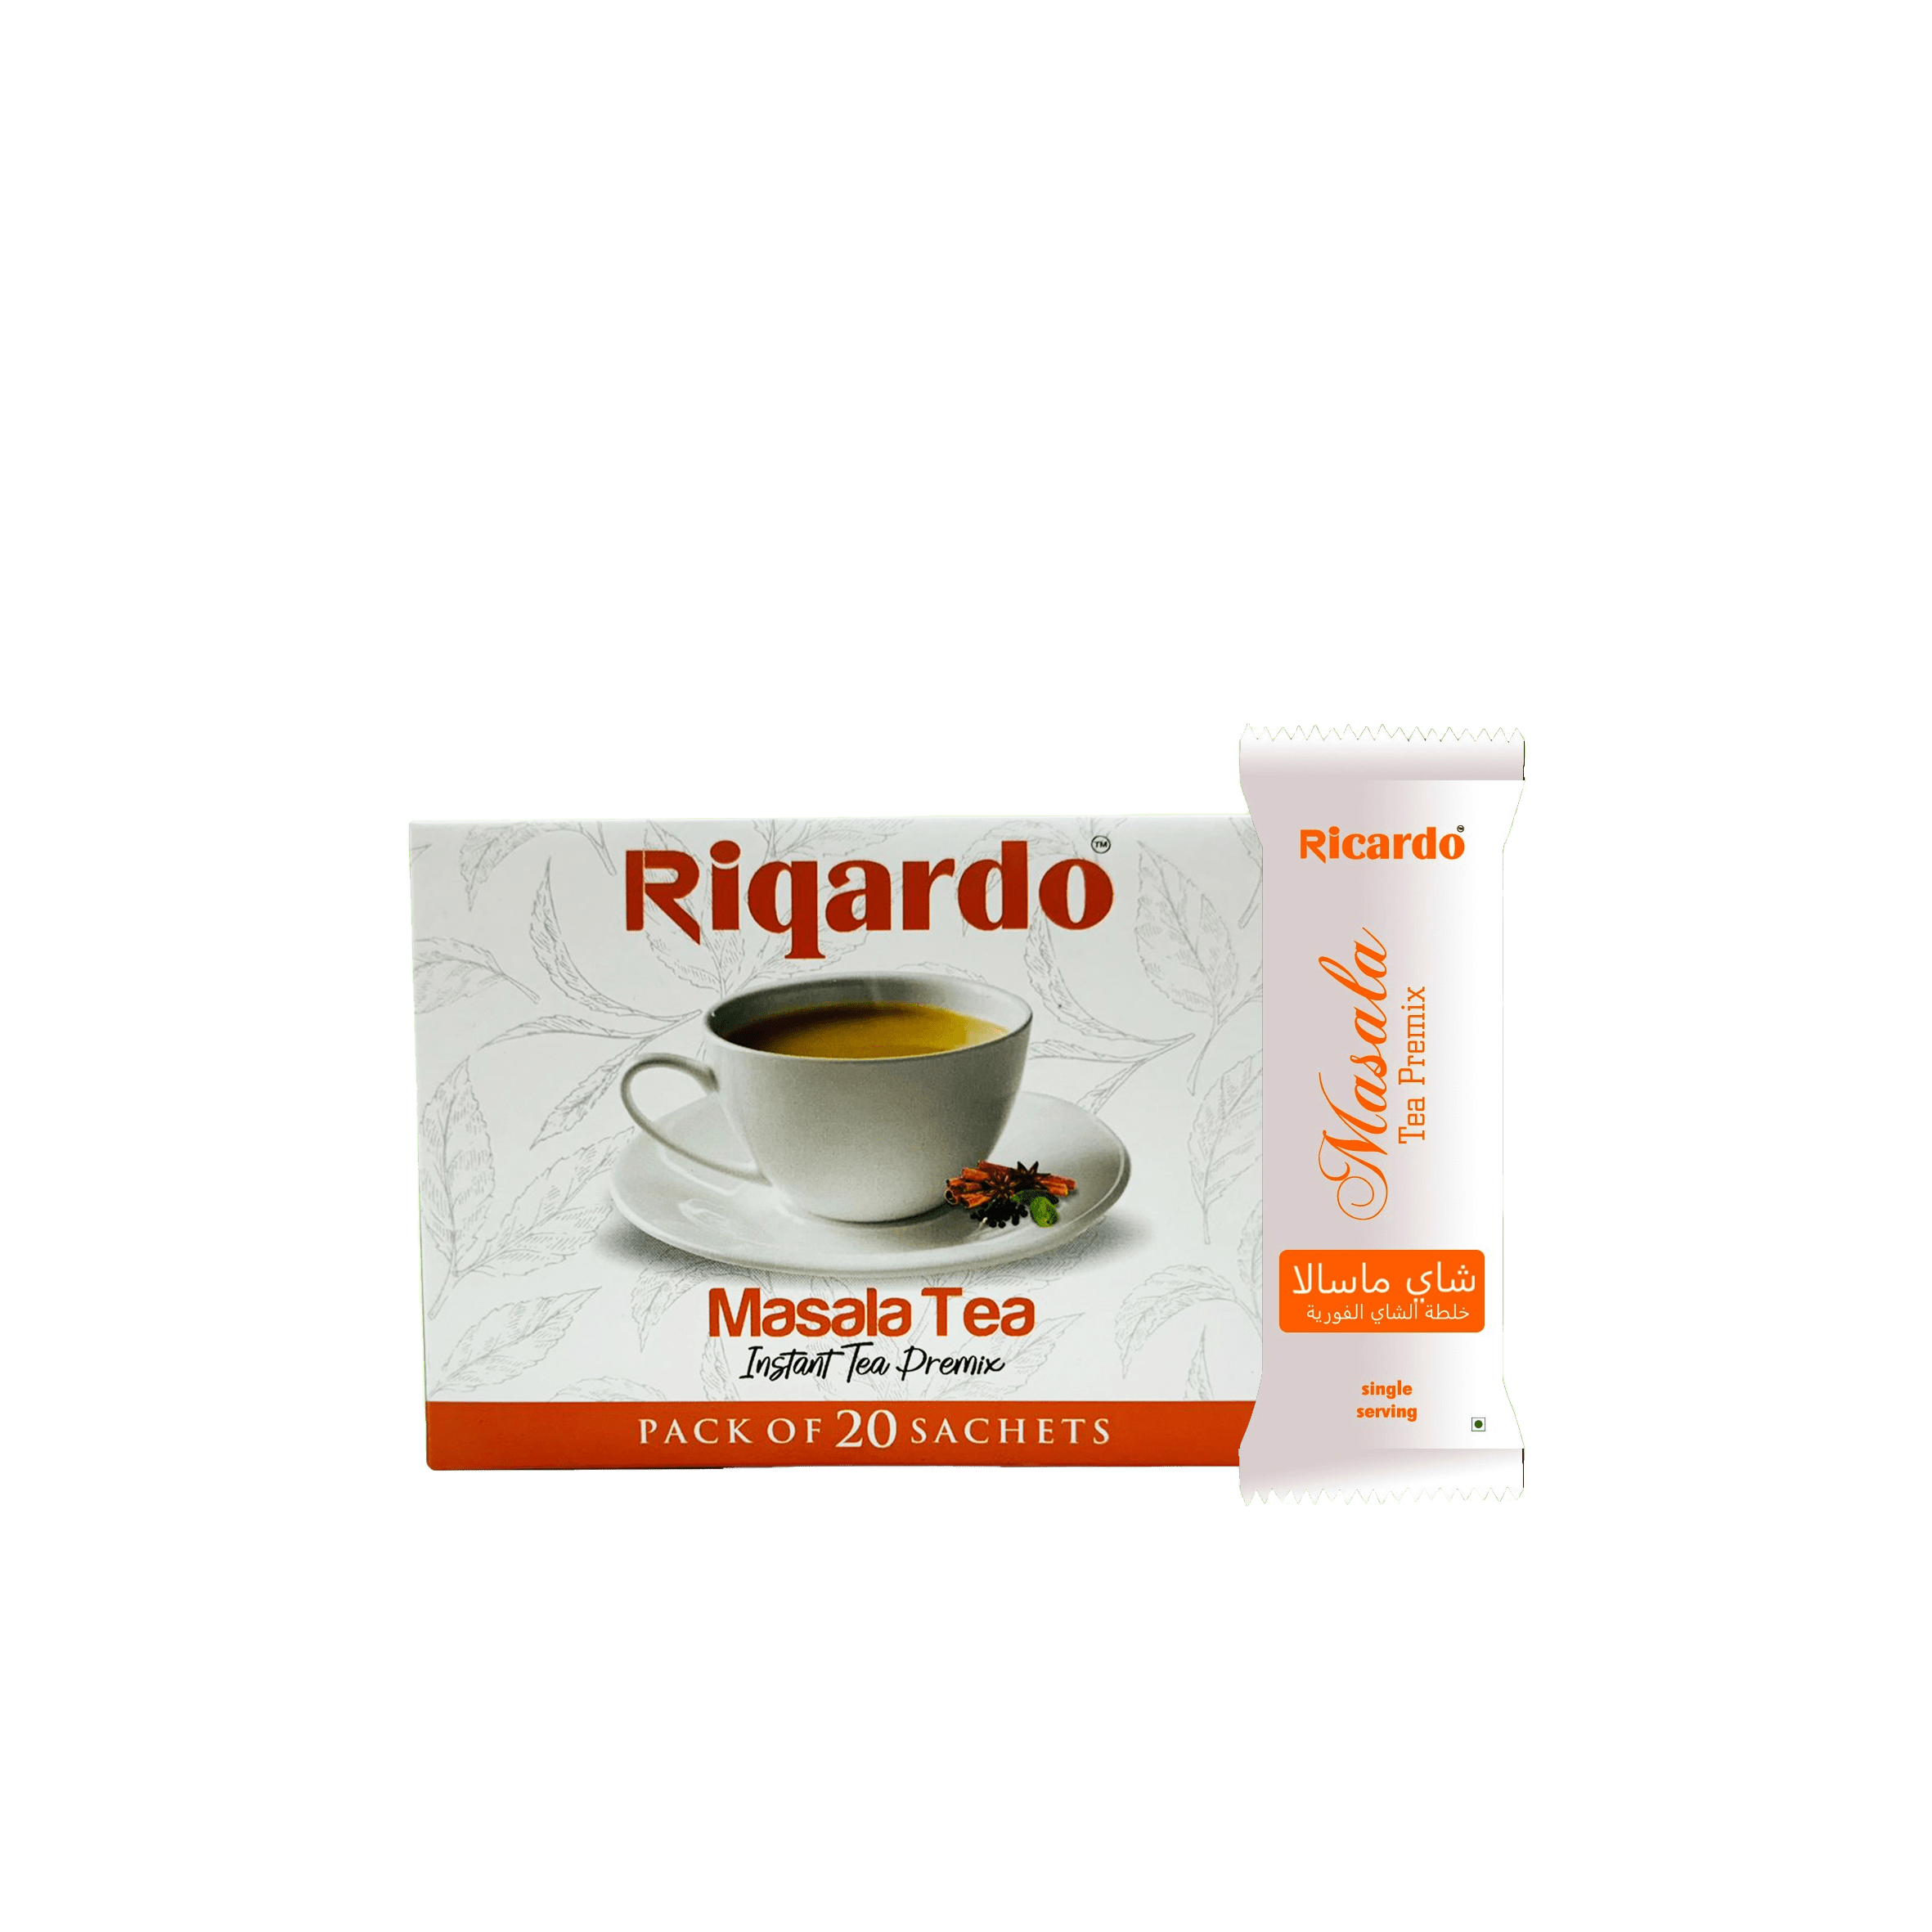 Riqardo™
Masala Tea
Instant Tea Premix
PACK OF 20 SACHETS
Ricardo
Masala
Tea Premix
شاي ماسالا
خلطة الشاي الفورية
single
serving